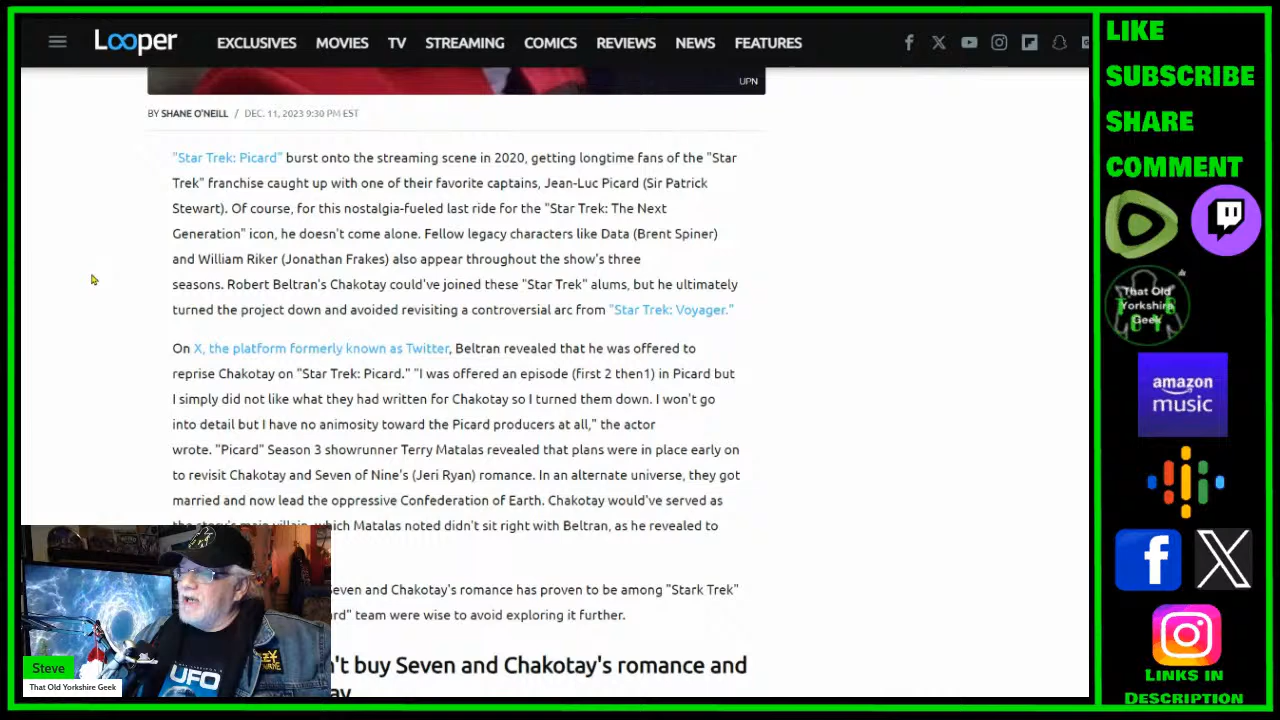 Looper
EXCLUSIVES MOVIES TV STREAMING COMICS REVIEWS NEWS FEATURES
UPN
BY SHANE O'NEILL / DEC. 11, 2023 9:30 PM EST
"Star Trek: Picard" burst onto the streaming scene in 2020, getting longtime fans of the "Star
Trek" franchise caught up with one of their favorite captains, Jean-Luc Picard (Sir Patrick
Stewart). Of course, for this nostalgia-fueled last ride for the "Star Trek: The Next
Generation" icon, he doesn't come alone. Fellow legacy characters like Data (Brent Spiner)
and William Riker (Jonathan Frakes) also appear throughout the show's three
seasons. Robert Beltran's Chakotay could've joined these "Star Trek" alums, but he ultimately
turned the project down and avoided revisiting a controversial arc from "Star Trek: Voyager."
On X, the platform formerly known as Twitter, Beltran revealed that he was offered to
reprise Chakotay on "Star Trek: Picard." "I was offered an episode (first 2 then1) in Picard but
I simply did not like what they had written for Chakotay so I turned them down. I won't go
into detail but I have no animosity toward the Picard producers at all," the actor
wrote. "Picard" Season 3 showrunner Terry Matalas revealed that plans were in place early on
to revisit Chakotay and Seven of Nine's (Jeri Ryan) romance. In an alternate universe, they got
married and now lead the oppressive Confederation of Earth. Chakotay would've served as
the story's main villain, which Matalas noted didn't sit right with Beltran, as he revealed to
Seven and Chakotay's romance has proven to be among "Stark Trek"
team were wise to avoid exploring it further.
buy Seven and Chakotay's romance and
UFO
Steve
That Old Yorkshire Geek
LIKE
SUBSCRIBE
SHARE
COMMENT
That Old
Yorkshire
Geek
amazon
music
LINKS IN
DESCRIPTION